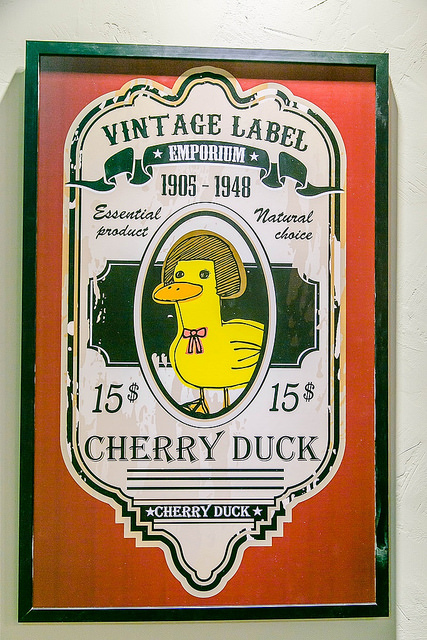 VINTAGE LABEL
★ EMPORIUM ★
1905 - 1948
Essential product
Natural choice
15$
15$
CHERRY DUCK
★CHERRY DUCK★